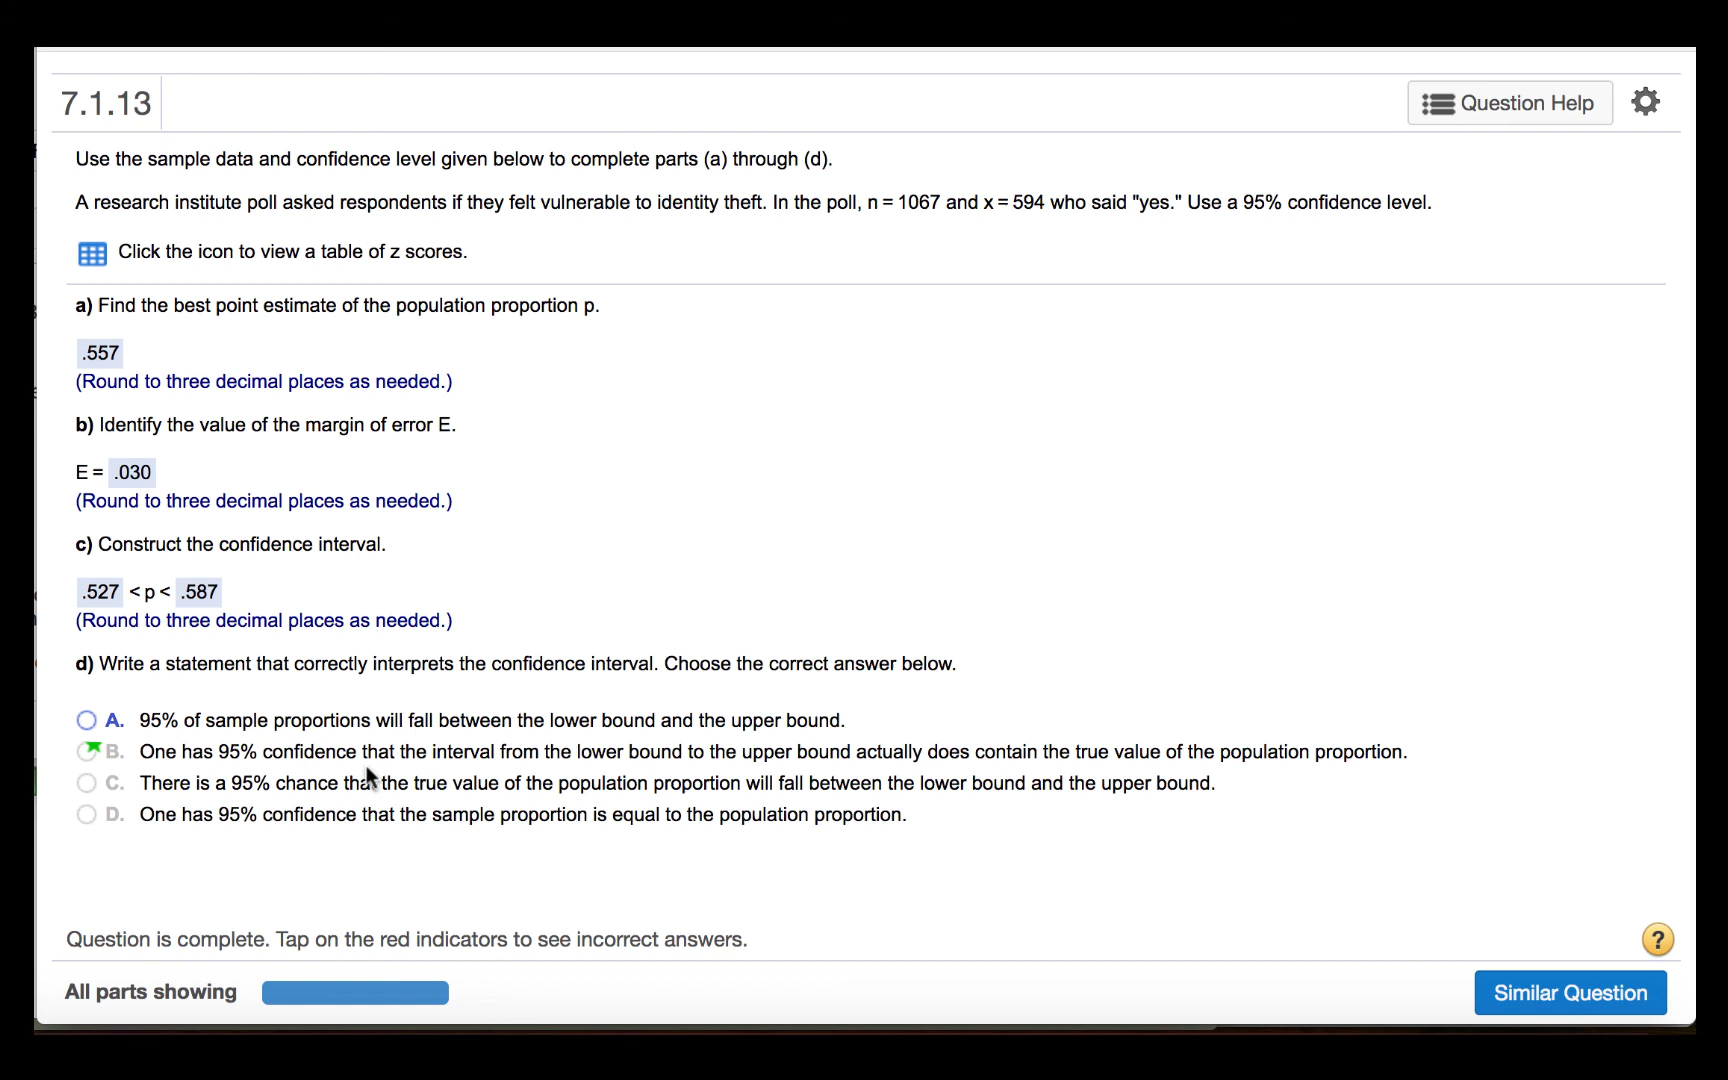 7.1.13
Question Help
Use the sample data and confidence level given below to complete parts (a) through (d).
A research institute poll asked respondents if they felt vulnerable to identity theft. In the poll, n = 1067 and x = 594 who said "yes." Use a 95% confidence level.
Click the icon to view a table of z scores.
a) Find the best point estimate of the population proportion p.
.557
(Round to three decimal places as needed.)
b) Identify the value of the margin of error E.
E = .030
(Round to three decimal places as needed.)
c) Construct the confidence interval.
.527 < p < .587
(Round to three decimal places as needed.)
d) Write a statement that correctly interprets the confidence interval. Choose the correct answer below.
A. 95% of sample proportions will fall between the lower bound and the upper bound.
B. One has 95% confidence that the interval from the lower bound to the upper bound actually does contain the true value of the population proportion.
C. There is a 95% chance that the true value of the population proportion will fall between the lower bound and the upper bound.
D. One has 95% confidence that the sample proportion is equal to the population proportion.
Question is complete. Tap on the red indicators to see incorrect answers.
?
All parts showing
Similar Question